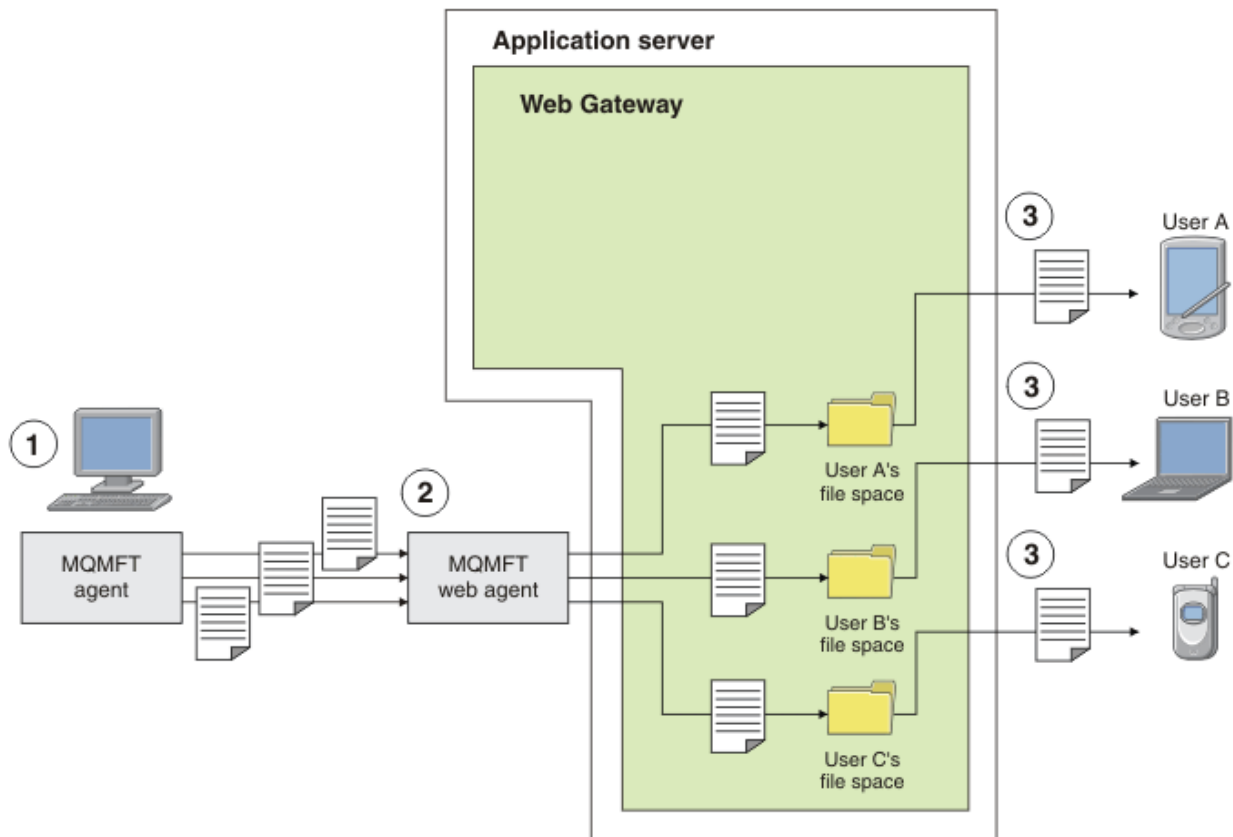 Application server
Web Gateway
3
User A
3
User B
1
User A's
file space
2
3
User C
MQMFT
agent
MQMFT
web agent
User B's
file space
User C's
file space